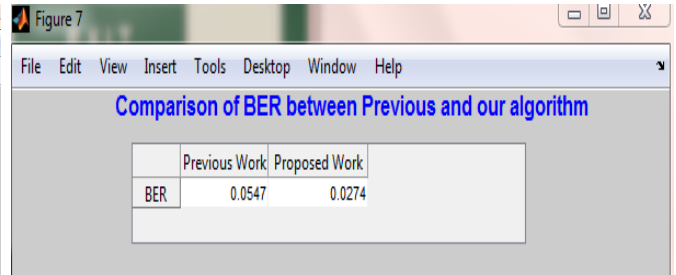 Figure 7
File Edit View Insert Tools Desktop Window Help
Comparison of BER between Previous and our algorithm
Previous Work Proposed Work
BER 0.0547 0.0274